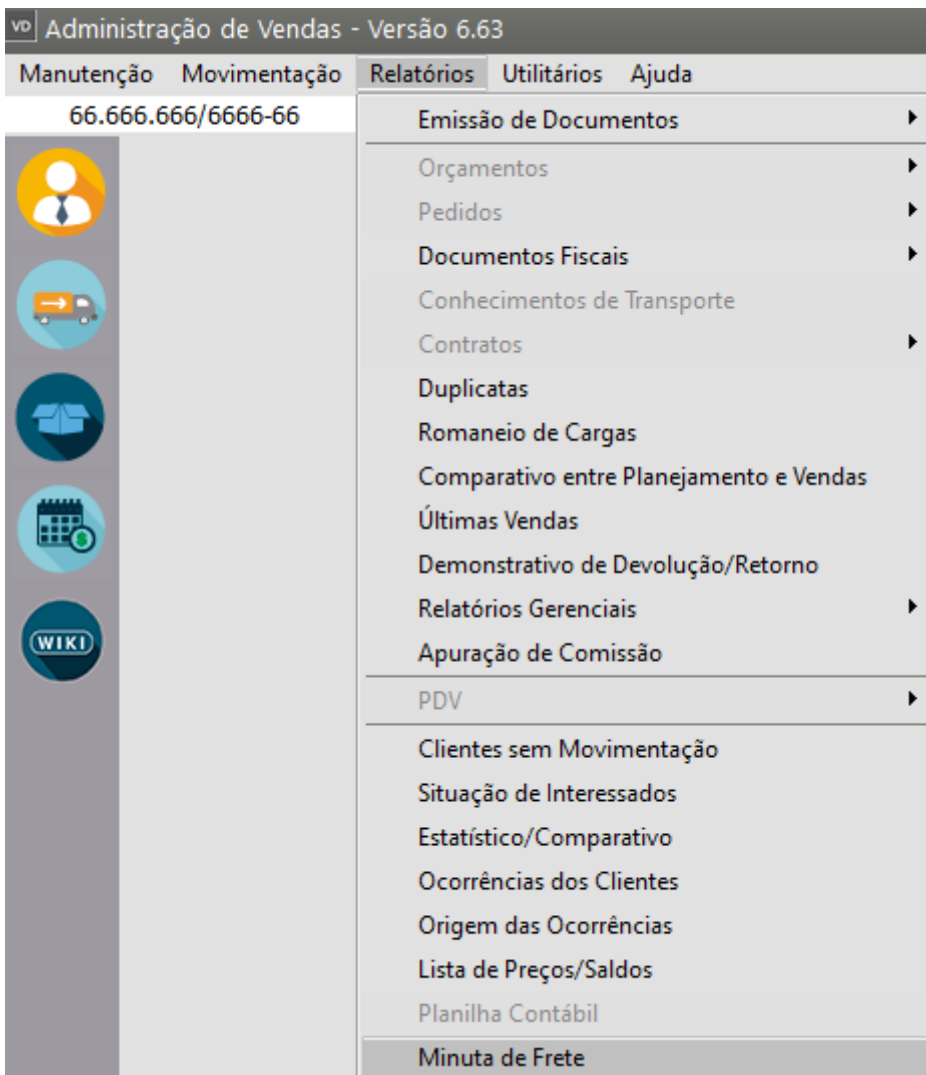 VD Administração de Vendas - Versão 6.63
Manutenção Movimentação Relatórios Utilitários Ajuda
66.666.666/6666-66
Emissão de Documentos
Orçamentos
Pedidos
Documentos Fiscais
Conhecimentos de Transporte
Contratos
Duplicatas
Romaneio de Cargas
Comparativo entre Planejamento e Vendas
Últimas Vendas
Demonstrativo de Devolução/Retorno
Relatórios Gerenciais
Apuração de Comissão
PDV
Clientes sem Movimentação
Situação de Interessados
Estatístico/Comparativo
Ocorrências dos Clientes
Origem das Ocorrências
Lista de Preços/Saldos
Planilha Contábil
Minuta de Frete
WIKI